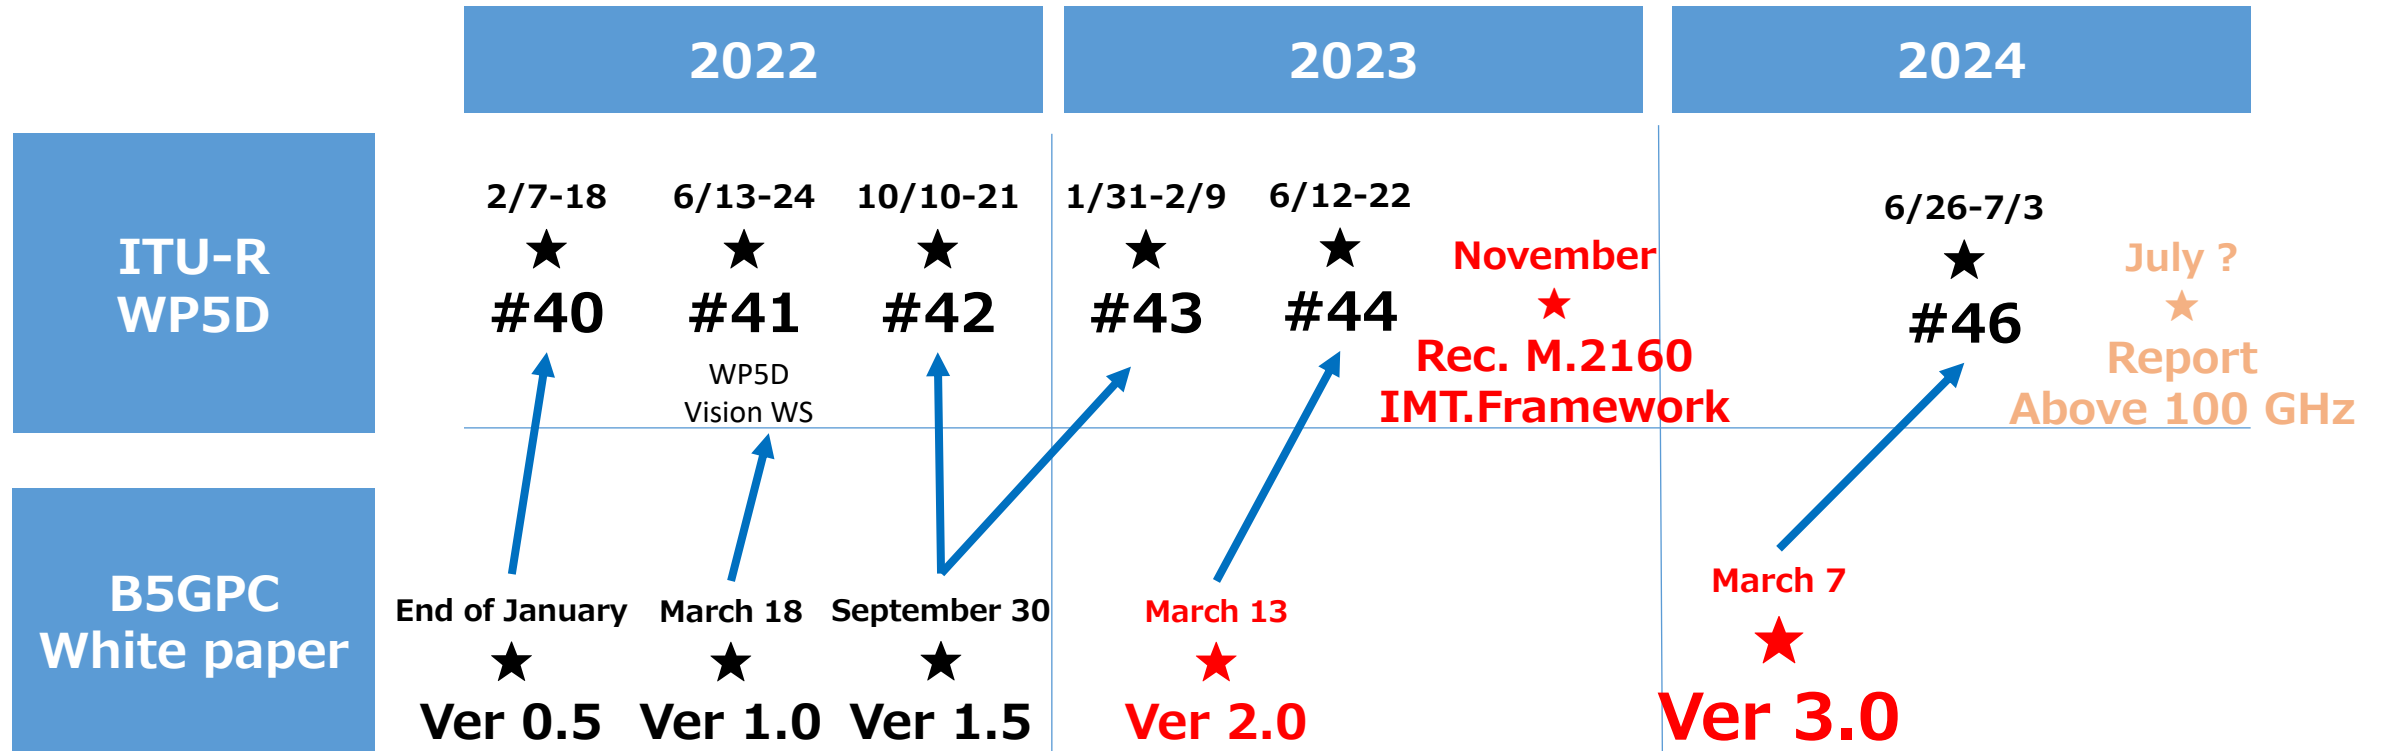 2022
2023
2024
ITU-R
WP5D
2/7-18
#40
6/13-24
#41
WP5D
Vision WS
10/10-21
#42
1/31-2/9
#43
6/12-22
#44
November
Rec. M.2160
IMT.Framework
6/26-7/3
#46
July ?
Report
Above 100 GHz
B5GPC
White paper
End of January
Ver 0.5
March 18
Ver 1.0
September 30
Ver 1.5
March 13
Ver 2.0
March 7
Ver 3.0